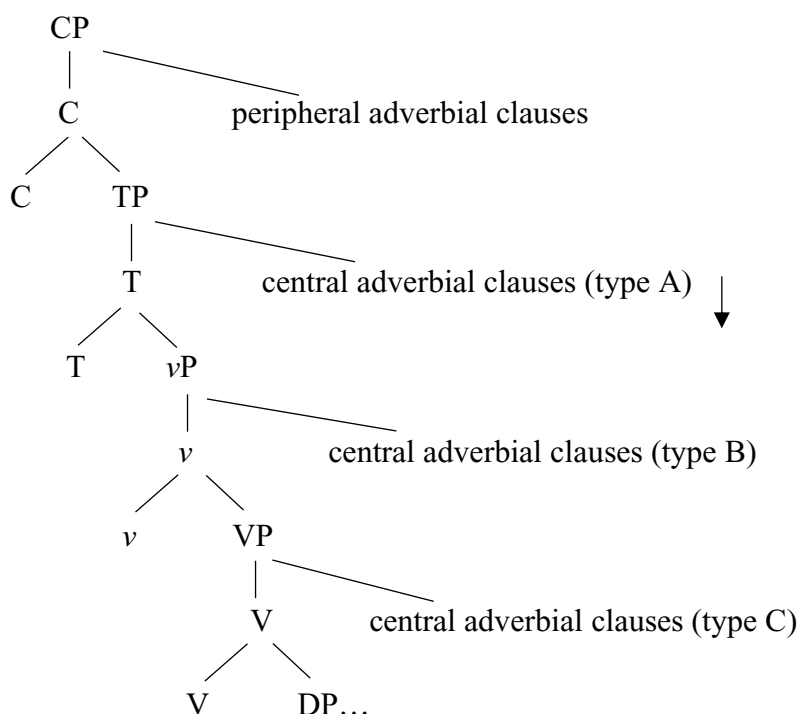 CP
C peripheral adverbial clauses
C TP
T central adverbial clauses (type A)
T vP
v central adverbial clauses (type B)
v VP
V central adverbial clauses (type C)
V DP…